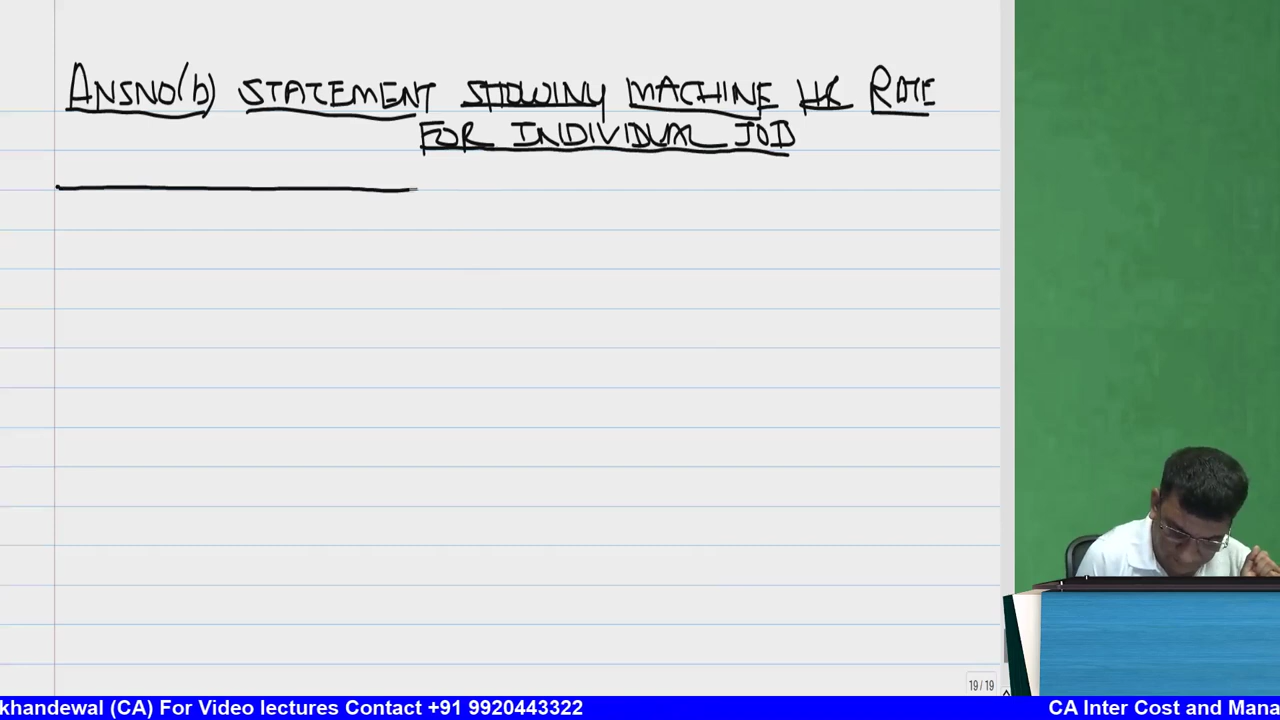 ANSNO(b) STATEMENT SHOWING MACHINE HR RATE
FOR INDIVIDUAL JOB
19/19
khandewal (CA) For Video lectures Contact +91 9920443322
CA Inter Cost and Mana